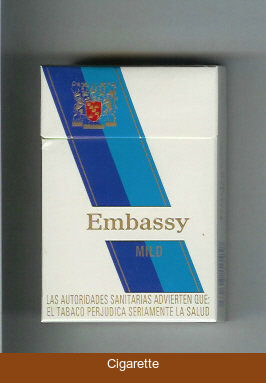 Embassy
MILD
LAS AUTORIDADES SANITARIAS ADVIERTEN QUE:
EL TABACO PERJUDICA SERIAMENTE LA SALUD
Cigarette